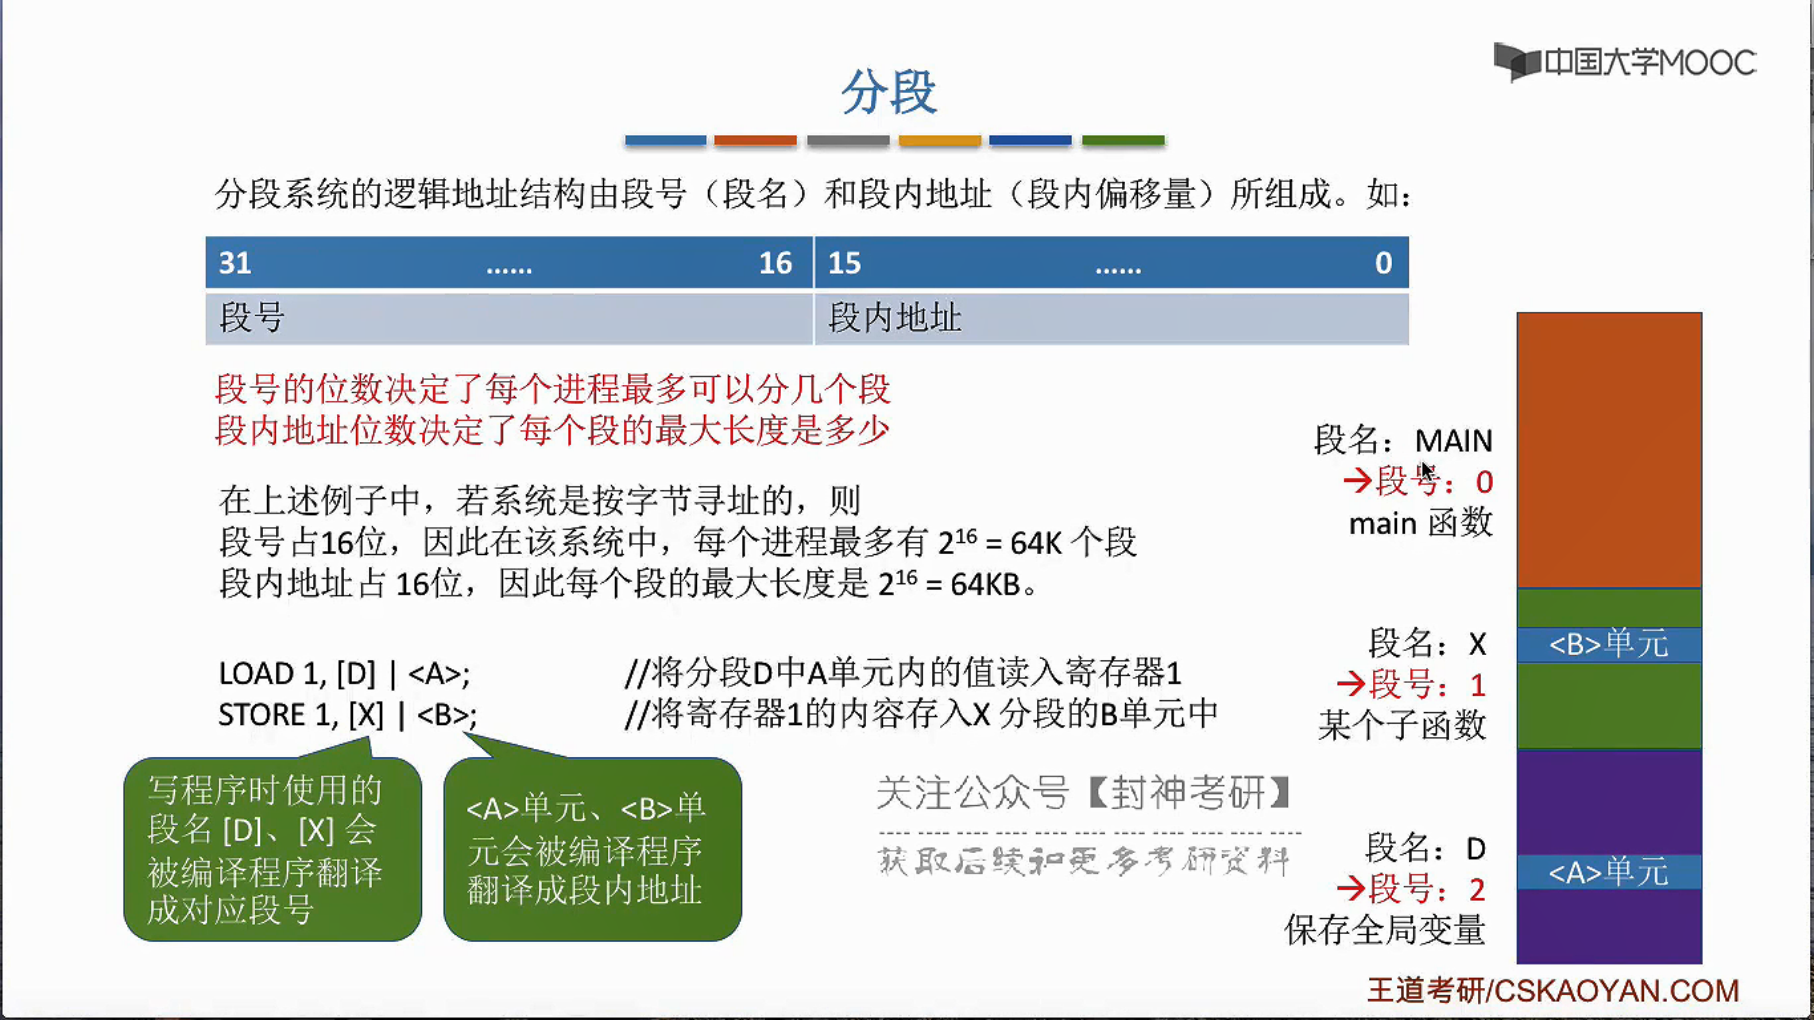 中国大学MOOC
分段
分段系统的逻辑地址结构由段号（段名）和段内地址（段内偏移量）所组成。如：
31 …… 16 15 …… 0
段号 段内地址
段号的位数决定了每个进程最多可以分几个段
段内地址位数决定了每个段的最大长度是多少
在上述例子中，若系统是按字节寻址的，则
段号占16位，因此在该系统中，每个进程最多有 2¹⁶ = 64K 个段
段内地址占 16位，因此每个段的最大长度是 2¹⁶ = 64KB。
LOAD 1, [D] | <A>; //将分段D中A单元内的值读入寄存器1
STORE 1, [X] | <B>; //将寄存器1的内容存入X 分段的B单元中
写程序时使用的
段名 [D]、[X] 会
被编译程序翻译
成对应段号
<A>单元、<B>单
元会被编译程序
翻译成段内地址
关注公众号【封神考研】
获取后续和更多考研资料
段名：MAIN
→段号：0
main 函数
段名：X
→段号：1
某个子函数
<B>单元
段名：D
→段号：2
保存全局变量
<A>单元
王道考研/CSKAOYAN.COM